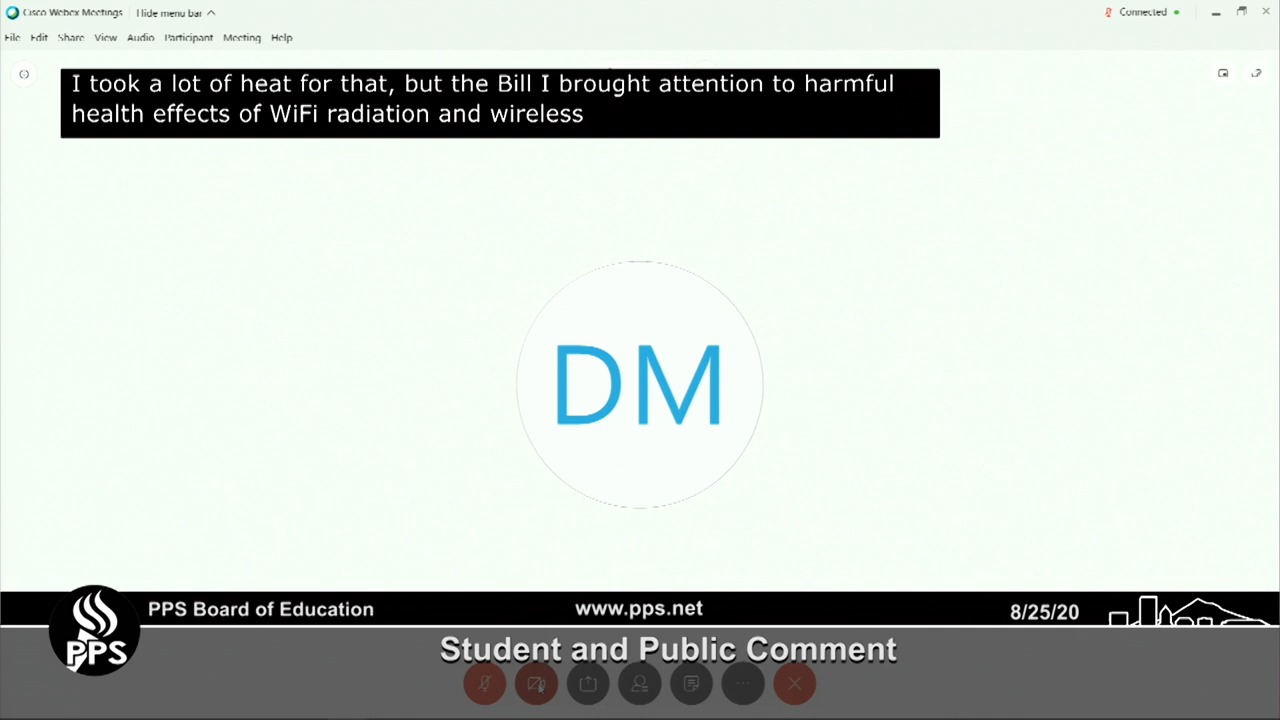 Cisco Webex Meetings Hide menu bar
Connected
File Edit Share View Audio Participant Meeting Help
I took a lot of heat for that, but the Bill I brought attention to harmful
health effects of WiFi radiation and wireless
DM
PPS Board of Education www.pps.net 8/25/20
PPS
Student and Public Comment